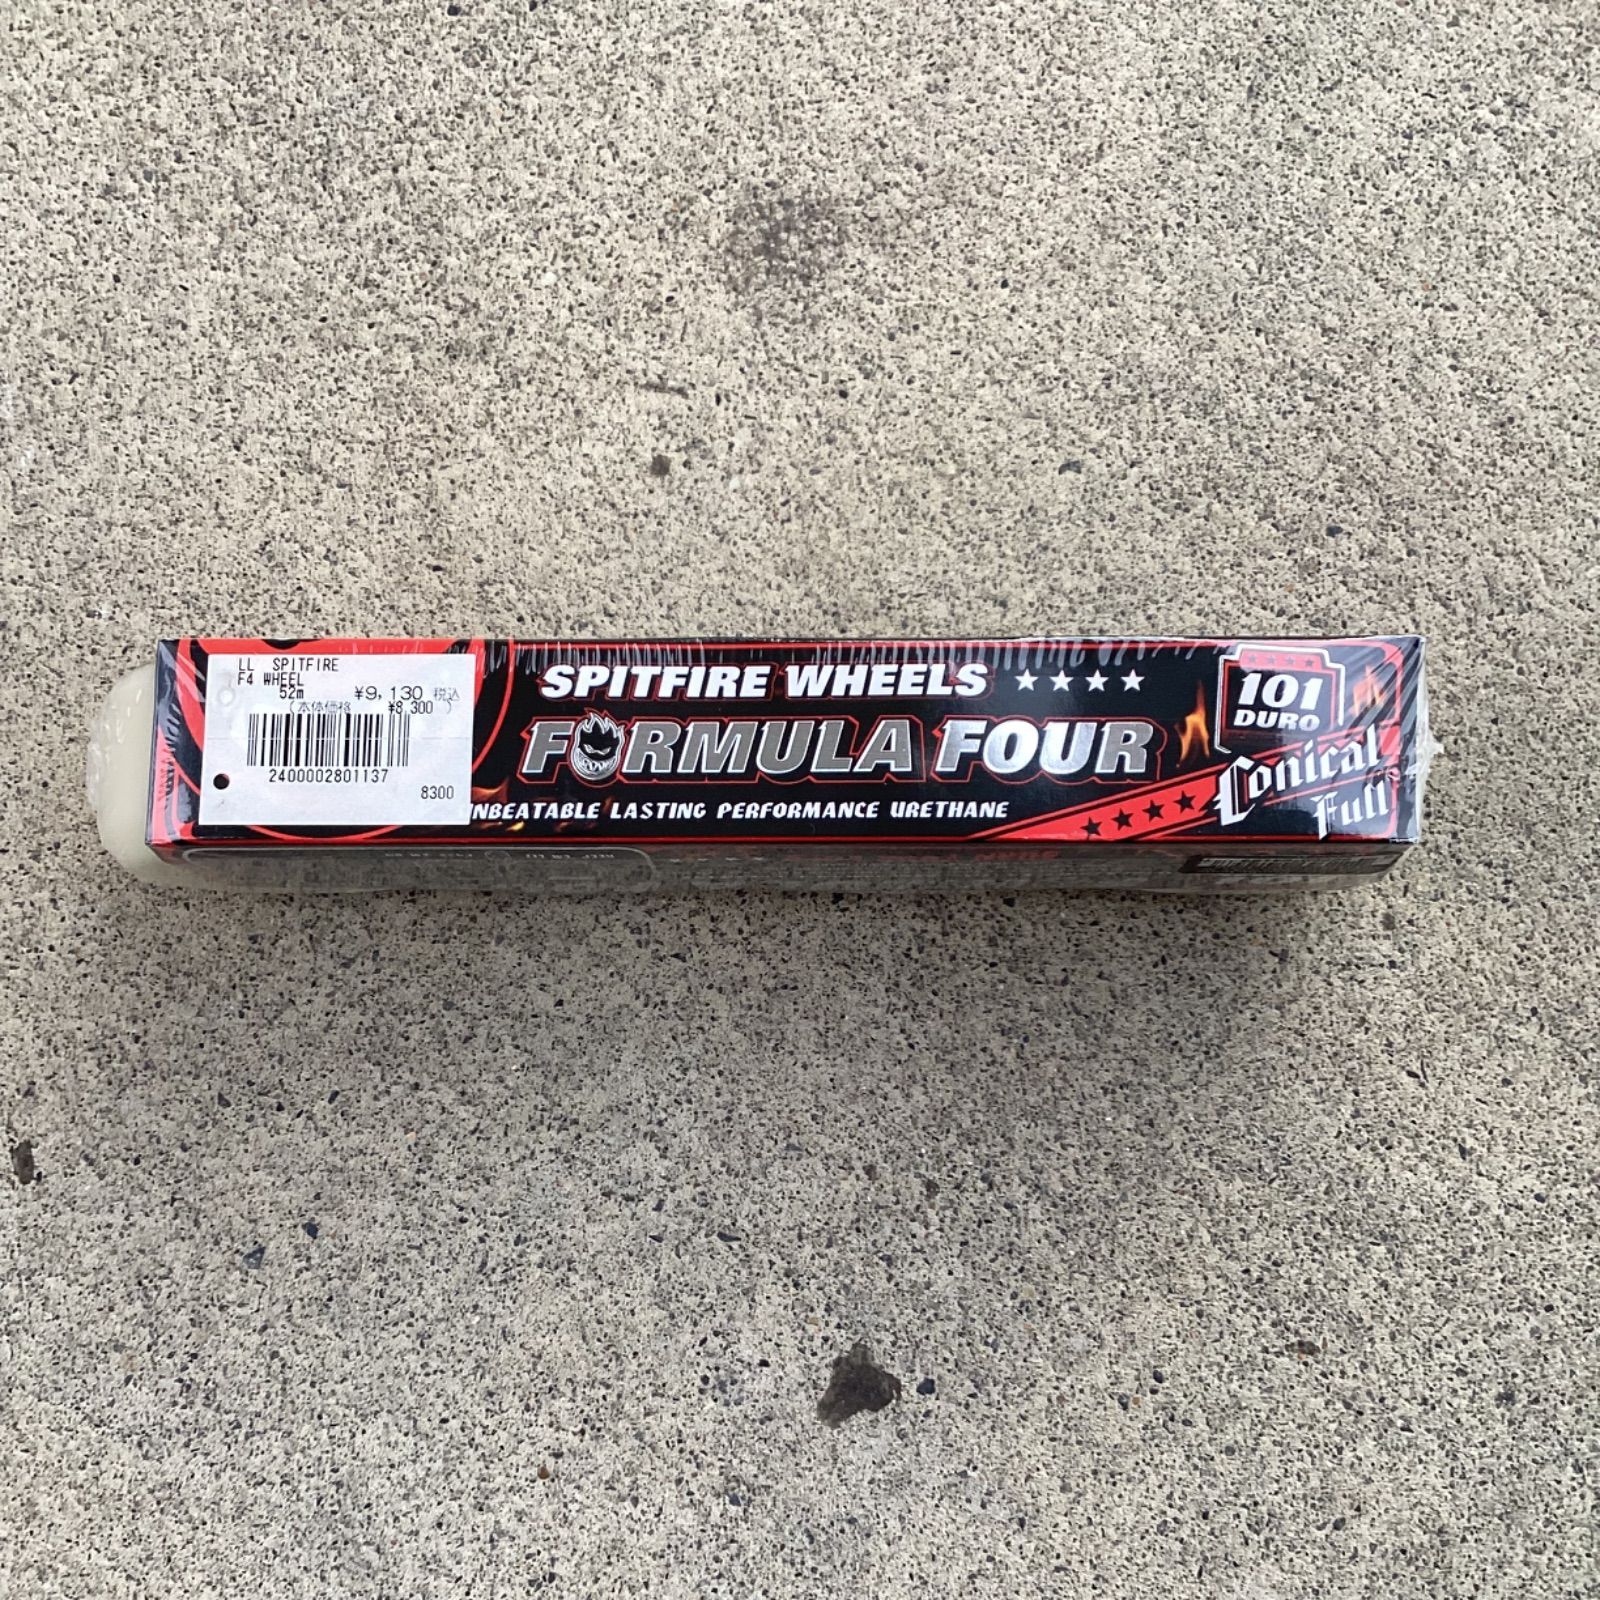 LL SPITFIRE
F4 WHEEL
52m ¥9,130 税込
(本体価格 ¥8,300 )
2400002801137
8300
SPITFIRE WHEELS ★★★★
FORMULA FOUR
NBEATABLE LASTING PERFORMANCE URETHANE
101
DURO
Conical
Full
★★★★